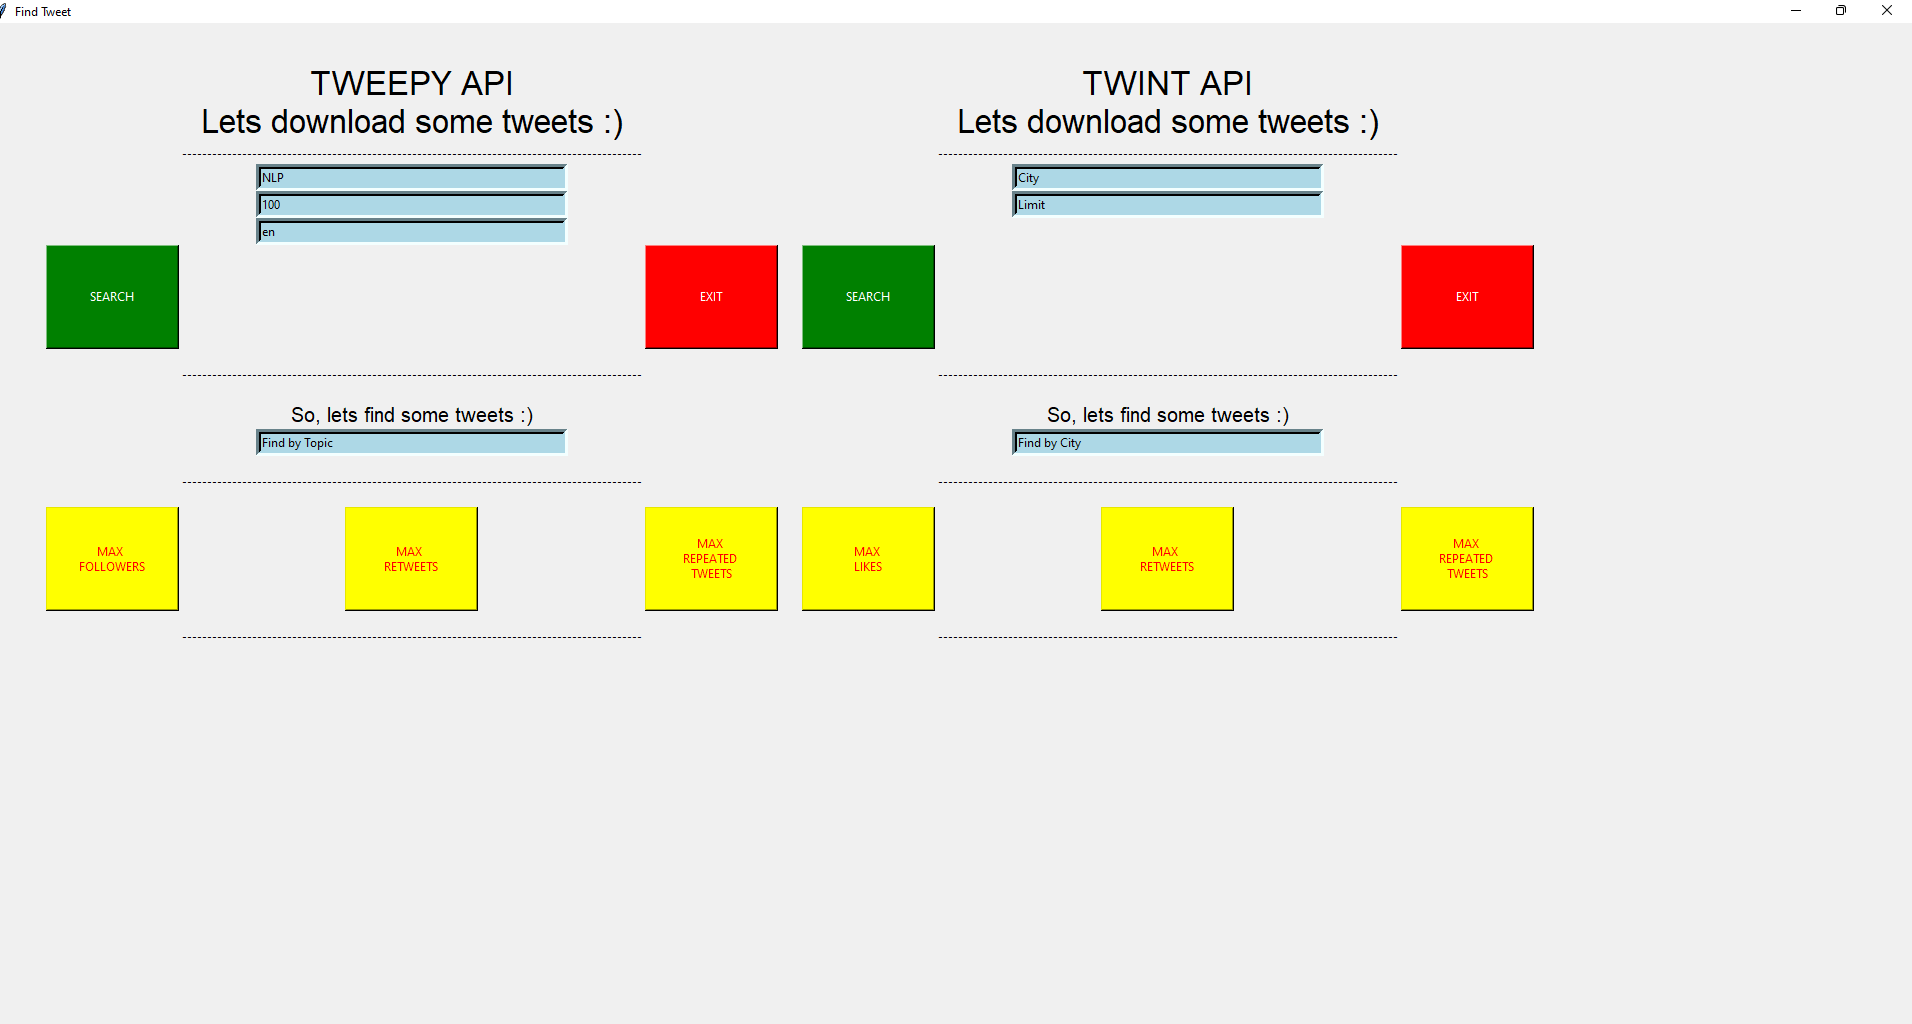 Find Tweet
TWEEPY API
Lets download some tweets :)
--------------------------------------------------------------------------------------------
NLP
100
en
SEARCH
EXIT
--------------------------------------------------------------------------------------------
So, lets find some tweets :)
Find by Topic
--------------------------------------------------------------------------------------------
MAX
FOLLOWERS
MAX
RETWEETS
MAX
REPEATED
TWEETS
--------------------------------------------------------------------------------------------
TWINT API
Lets download some tweets :)
--------------------------------------------------------------------------------------------
City
Limit
SEARCH
EXIT
--------------------------------------------------------------------------------------------
So, lets find some tweets :)
Find by City
--------------------------------------------------------------------------------------------
MAX
LIKES
MAX
RETWEETS
MAX
REPEATED
TWEETS
--------------------------------------------------------------------------------------------